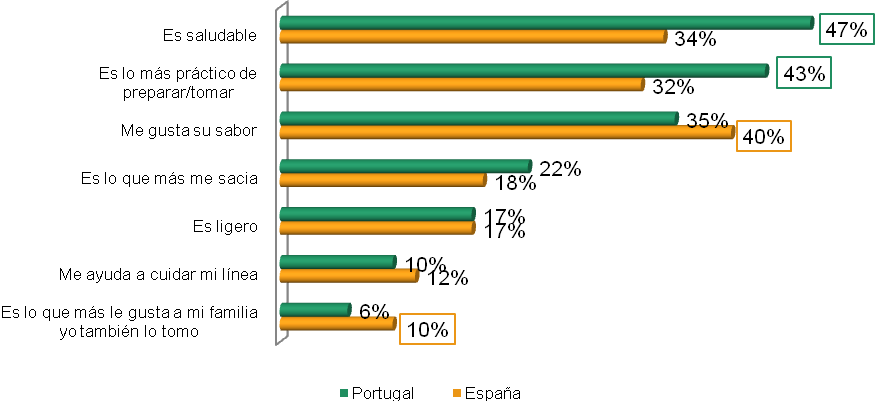 Es saludable
47%
34%
Es lo más práctico de
preparar/tomar
43%
32%
Me gusta su sabor
35%
40%
Es lo que más me sacia
22%
18%
Es ligero
17%
17%
Me ayuda a cuidar mi línea
10%
12%
Es lo que más le gusta a mi familia
yo también lo tomo
6%
10%
Portugal
España